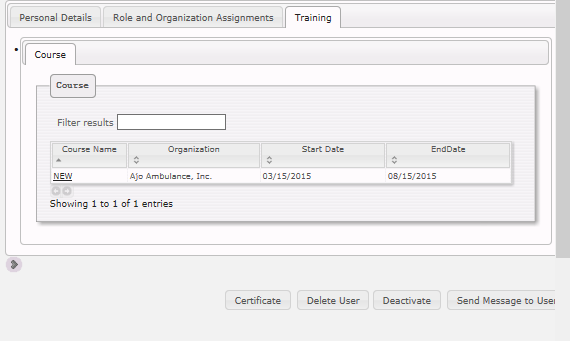 Personal Details Role and Organization Assignments Training
Course
Course
Filter results
Course Name Organization Start Date EndDate
NEW Ajo Ambulance, Inc. 03/15/2015 08/15/2015
Showing 1 to 1 of 1 entries
Certificate Delete User Deactivate Send Message to User